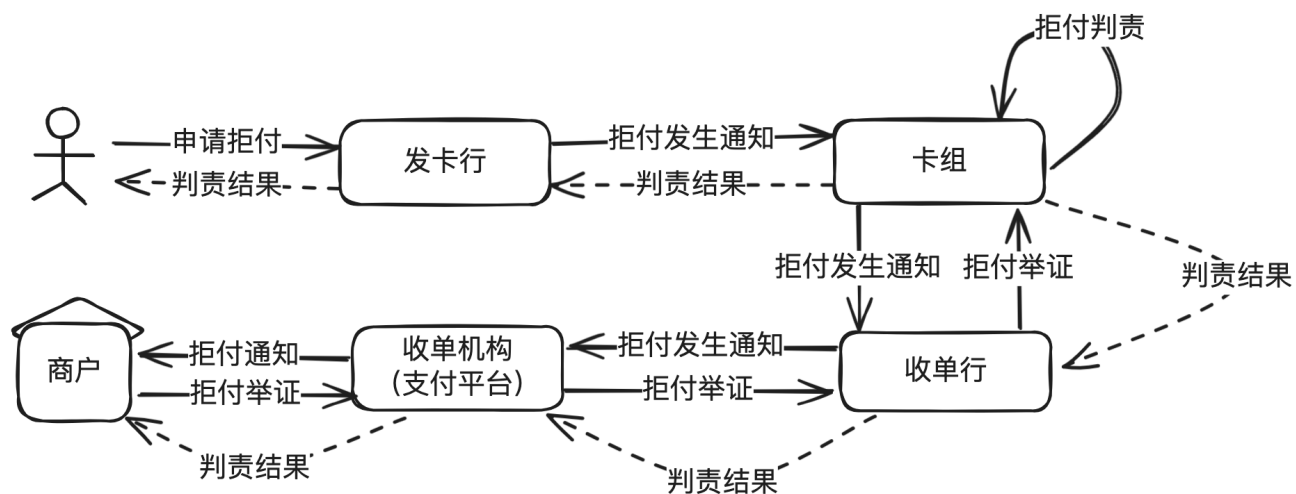 拒付判责
申请拒付
发卡行
拒付发生通知
卡组
判责结果
判责结果
拒付发生通知
拒付举证
判责结果
商户
拒付通知
拒付举证
收单机构
(支付平台)
拒付发生通知
拒付举证
收单行
判责结果
判责结果